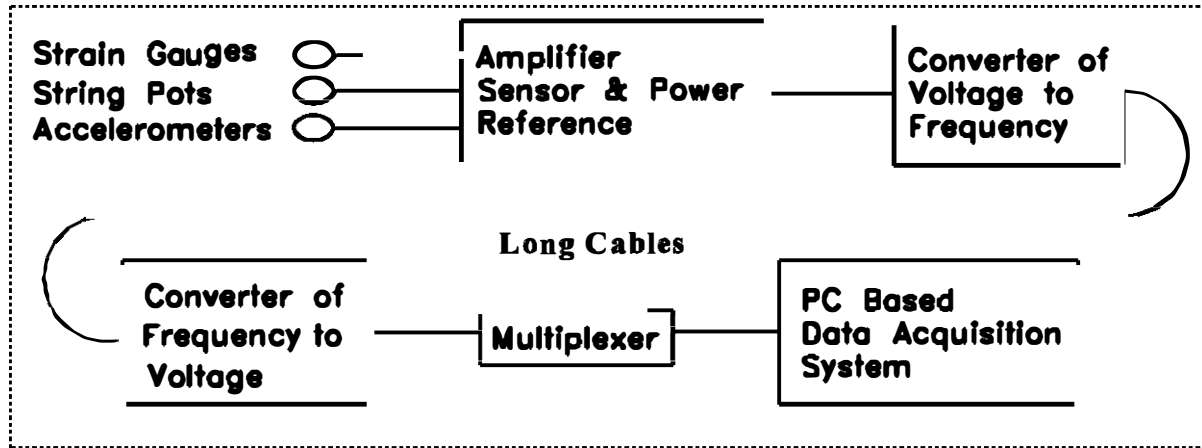 Strain Gauges
String Pots
Accelerometers
Amplifier
Sensor & Power
Reference
Converter of
Voltage to
Frequency
Long Cables
Converter of
Frequency to
Voltage
Multiplexer
PC Based
Data Acquisition
System